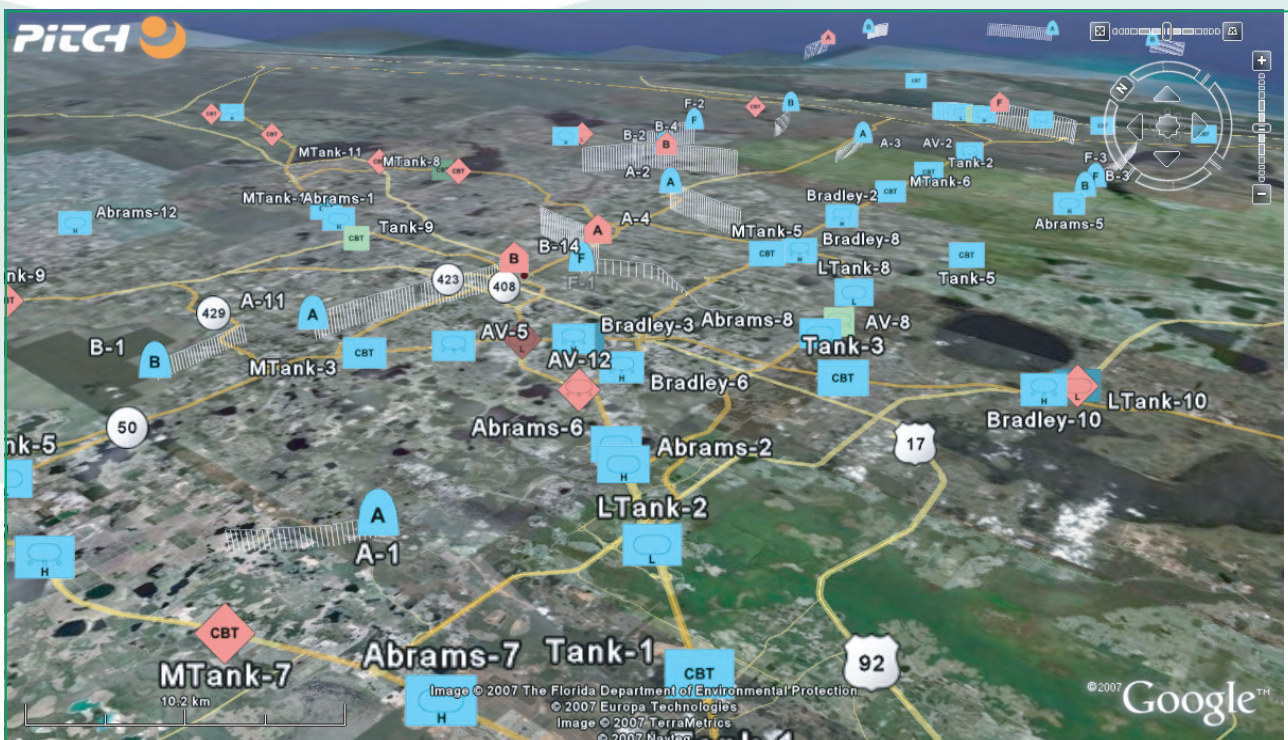 PITCH
N
F-2
B-4
B-2
A-2
A-3
AV-2
Tank-2
MTank-6
F-3
B-3
MTank-11
MTank-8
Abrams-1
Bradley-2
Abrams-12
Tank-9
A-4
B-14
F-1
MTank-5
Bradley-8
Abrams-5
LTank-8
Tank-5
423
408
429
A-11
B-1
MTank-3
AV-5
Bradley-3
Abrams-8
AV-8
Tank-3
AV-12
Bradley-6
LTank-10
Bradley-10
50
Abrams-6
Abrams-2
17
LTank-2
A-1
Abrams-7
Tank-1
CBT
92
CBT
MTank-7
10.2 km
Image © 2007 The Florida Department of Environmental Protection
© 2007 Europa Technologies
Image © 2007 TerraMetrics
© 2007
Google™